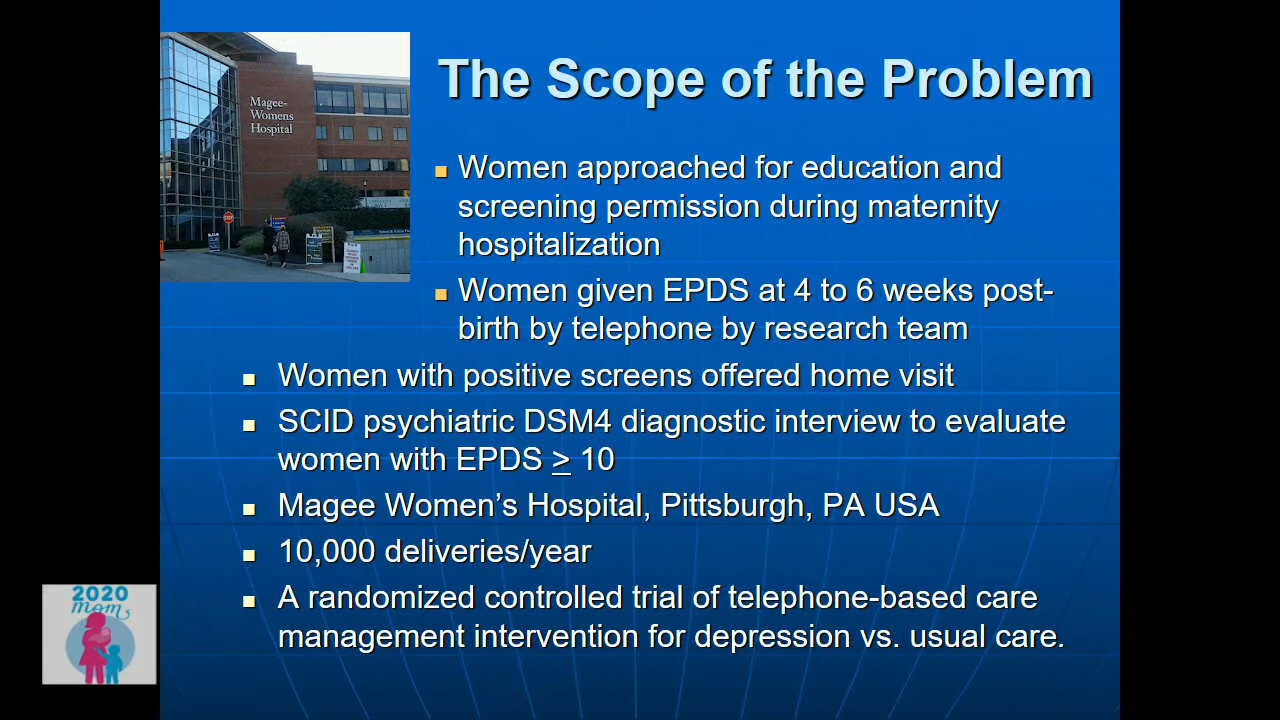 Magee-
Womens
Hospital
The Scope of the Problem
Women approached for education and
screening permission during maternity
hospitalization
Women given EPDS at 4 to 6 weeks post-
birth by telephone by research team
Women with positive screens offered home visit
SCID psychiatric DSM4 diagnostic interview to evaluate
women with EPDS ≥ 10
Magee Women’s Hospital, Pittsburgh, PA USA
10,000 deliveries/year
A randomized controlled trial of telephone-based care
management intervention for depression vs. usual care.
2020
mom